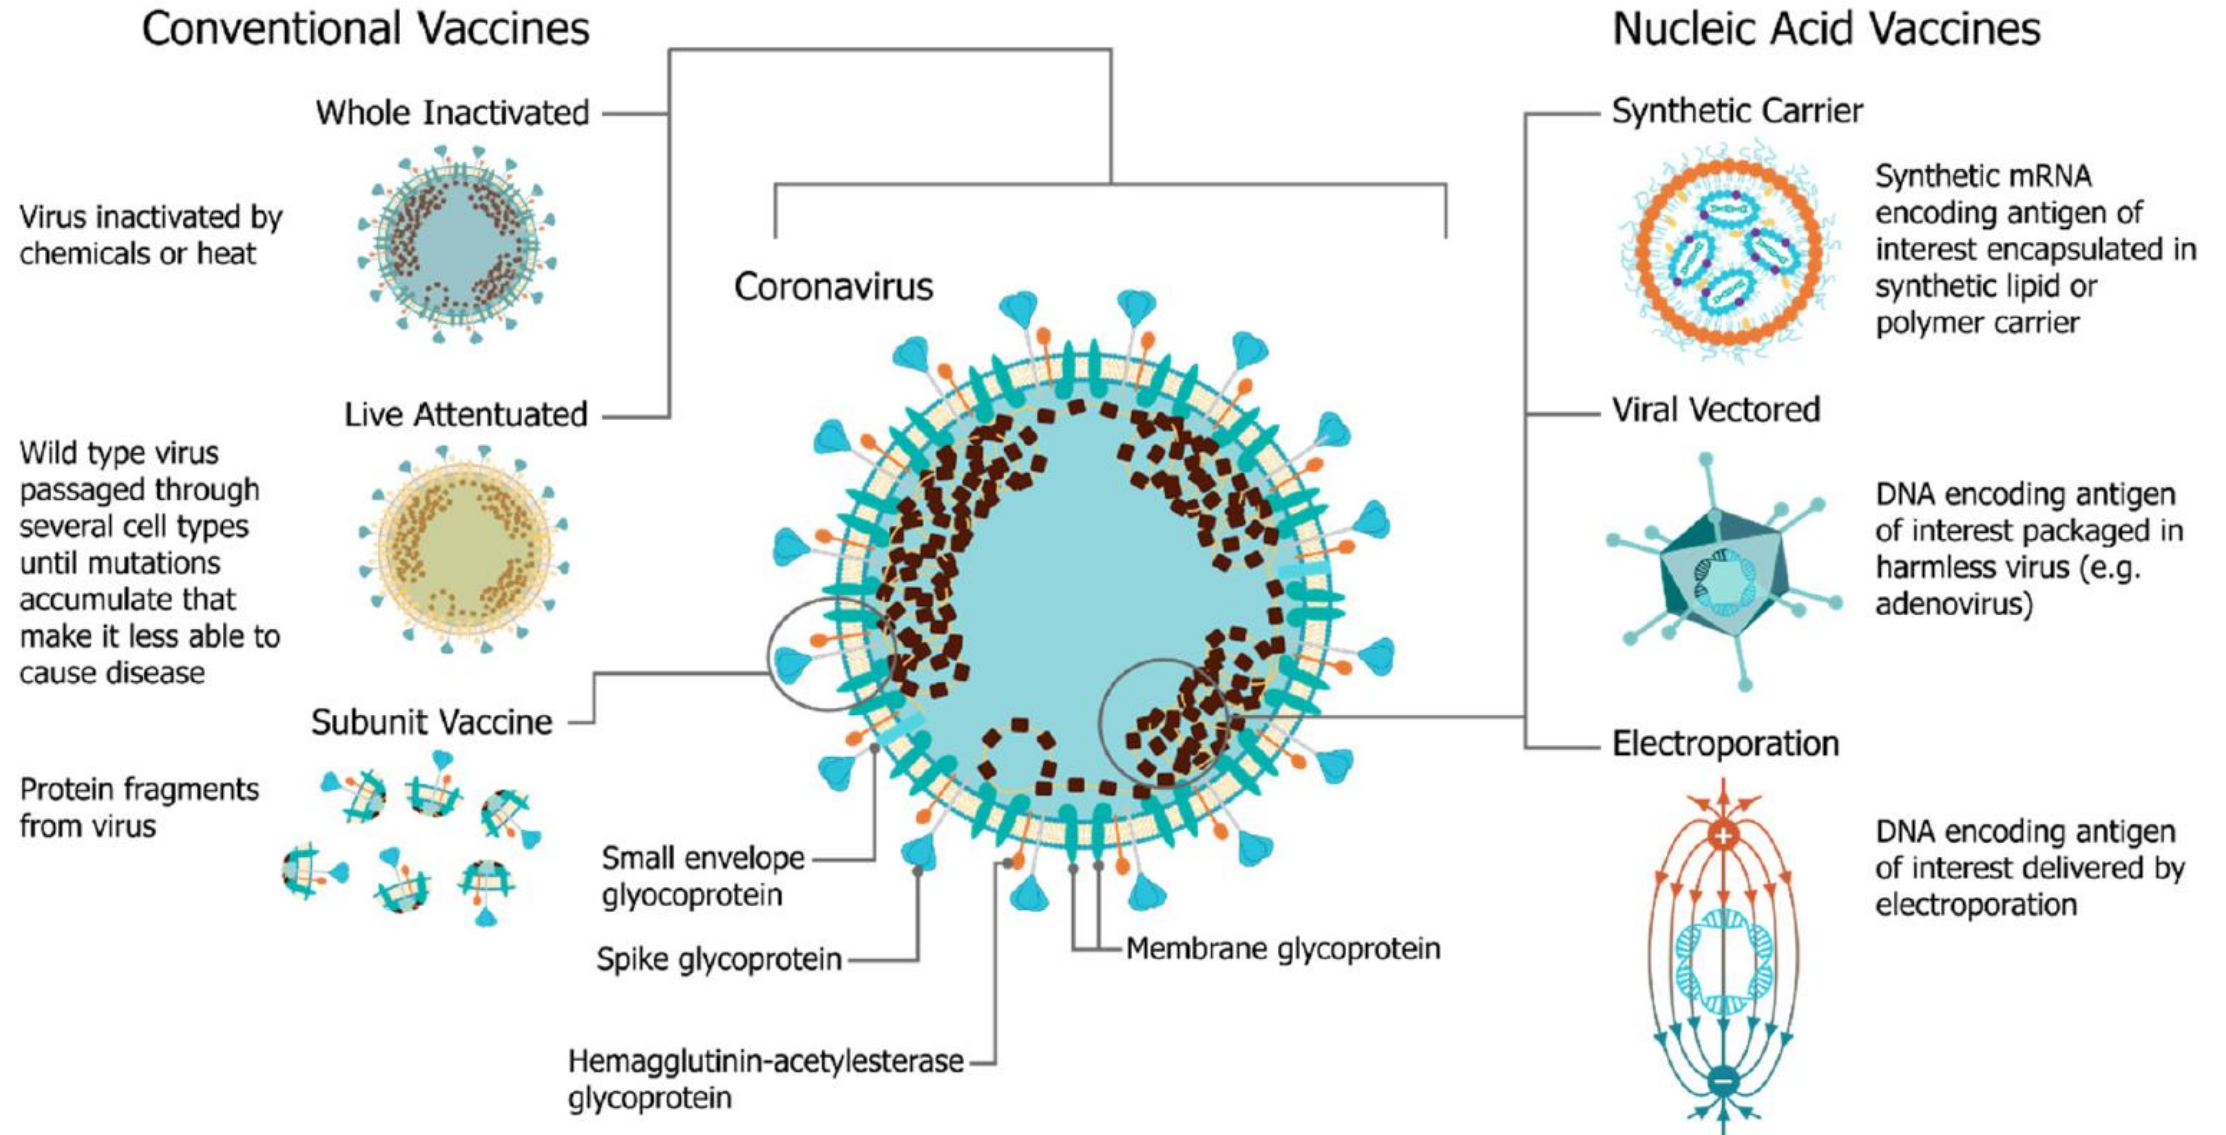 Conventional Vaccines
Whole Inactivated
Virus inactivated by
chemicals or heat
Live Attentuated
Wild type virus
passaged through
several cell types
until mutations
accumulate that
make it less able to
cause disease
Subunit Vaccine
Protein fragments
from virus
Coronavirus
Small envelope
glyocoprotein
Spike glycoprotein
Hemagglutinin-acetylesterase
glycoprotein
Membrane glycoprotein
Nucleic Acid Vaccines
Synthetic Carrier
Synthetic mRNA
encoding antigen of
interest encapsulated in
synthetic lipid or
polymer carrier
Viral Vectored
DNA encoding antigen
of interest packaged in
harmless virus (e.g.
adenovirus)
Electroporation
+
DNA encoding antigen
of interest delivered by
electroporation
−